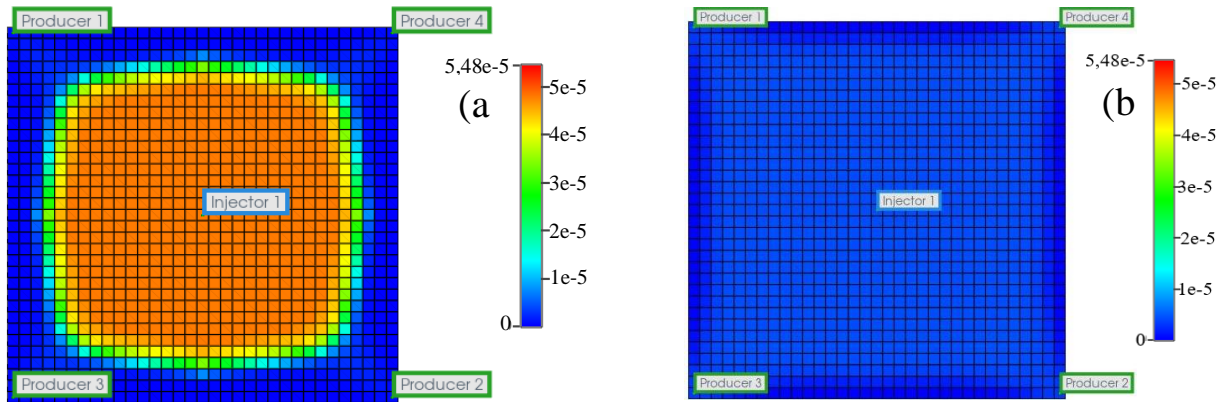 Producer 1
Producer 4
5,48e-5
5e-5
(a
4e-5
3e-5
Injector 1
2e-5
1e-5
0
Producer 3
Producer 2
Producer 1
Producer 4
5,48e-5
5e-5
(b
4e-5
3e-5
Injector 1
2e-5
1e-5
0
Producer 3
Producer 2